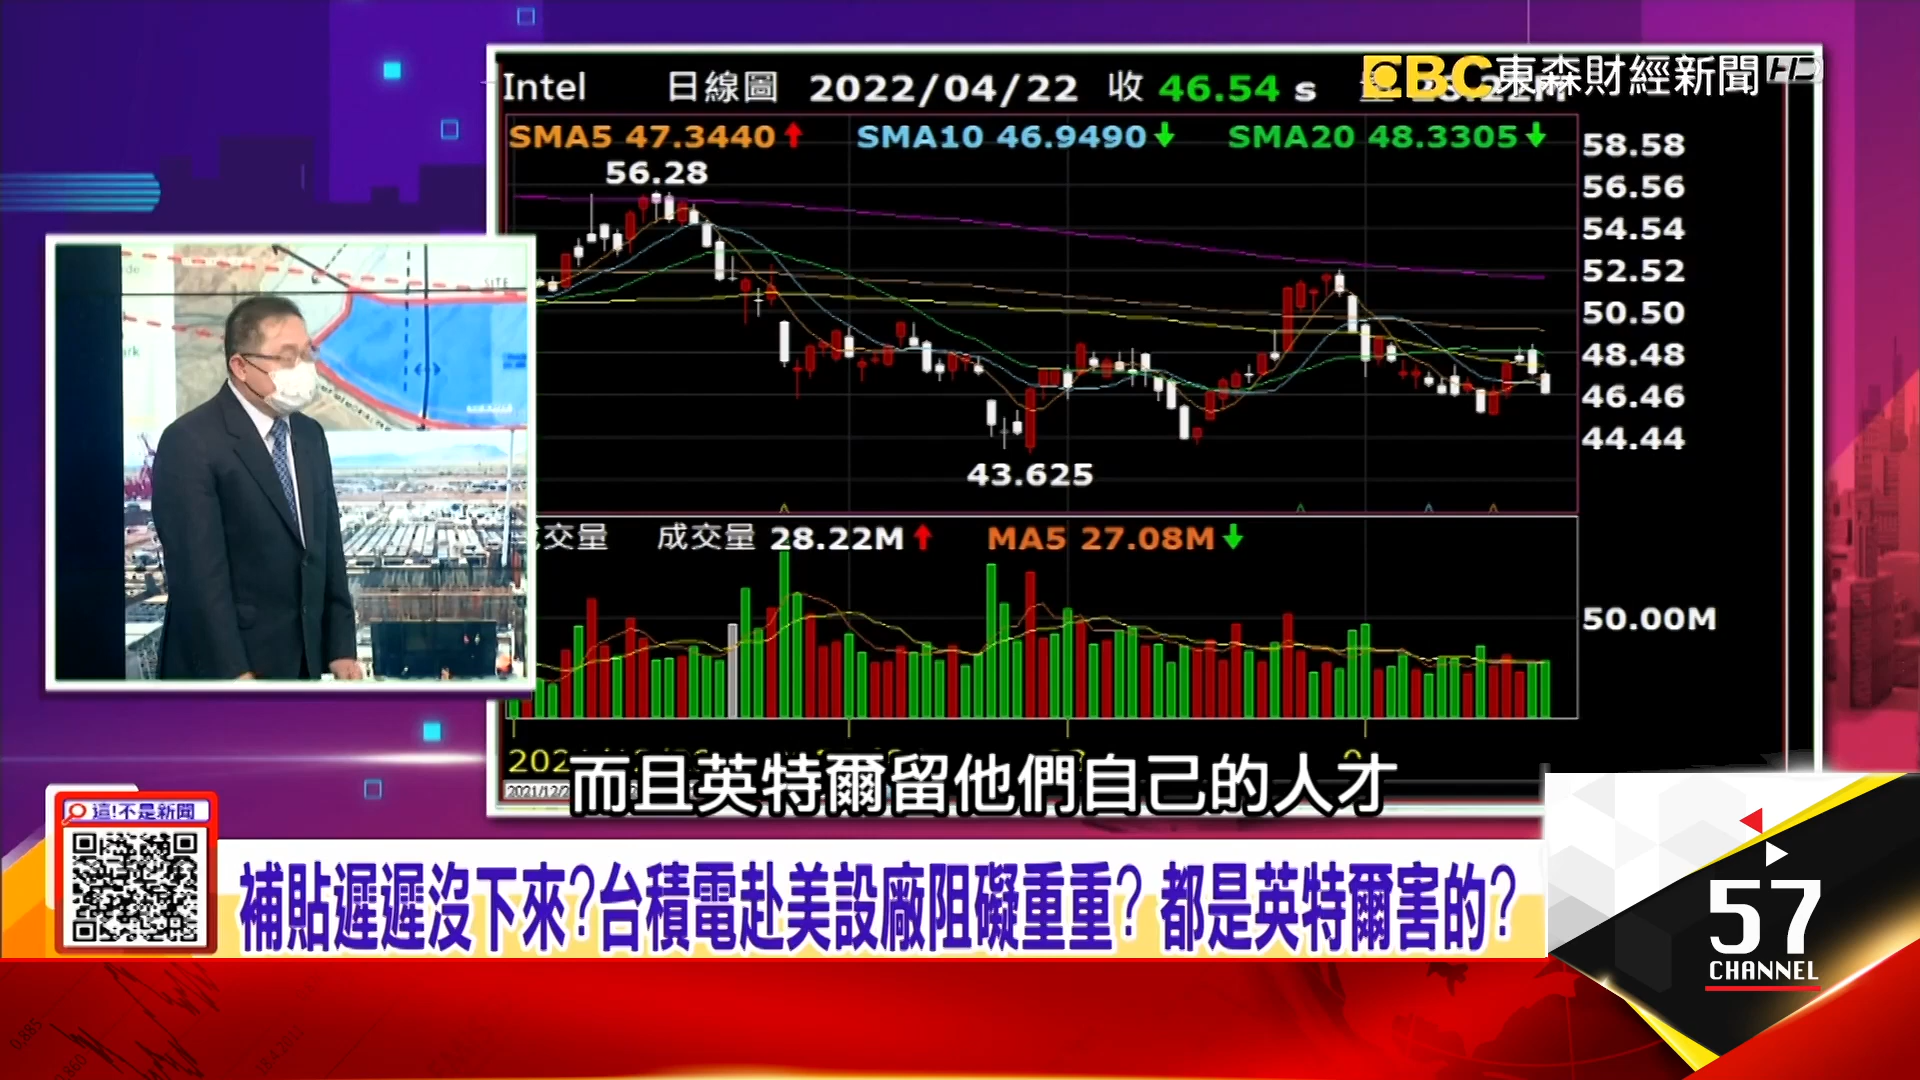 Intel 日線圖 2022/04/22 收 46.54 s
EBC 東森財經新聞 HD
SMA5 47.3440 SMA10 46.9490 SMA20 48.3305
58.58
56.56
54.54
52.52
50.50
48.48
46.46
44.44
56.28
43.625
SITE
交量 成交量 28.22M MA5 27.08M
50.00M
而且英特爾留他們自己的人才
這!不是新聞
補貼遲遲沒下來?台積電赴美設廠阻礙重重? 都是英特爾害的?
57
CHANNEL